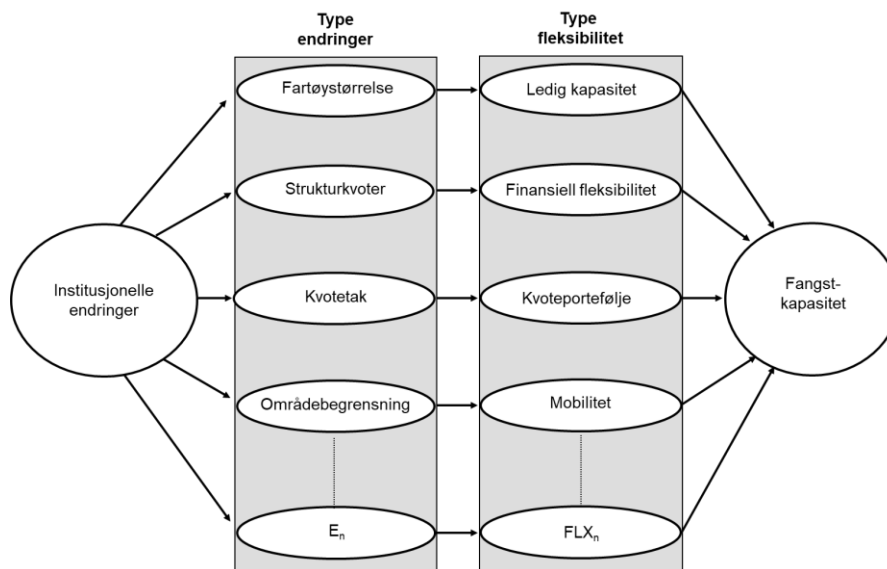 Type
endringer
Type
fleksibilitet
Fartøystørrelse
Ledig kapasitet
Strukturkvoter
Finansiell fleksibilitet
Institusjonelle
endringer
Kvotetak
Kvoteportefølje
Fangst-
kapasitet
Områdebegrensning
Mobilitet
Eₙ
FLXₙ